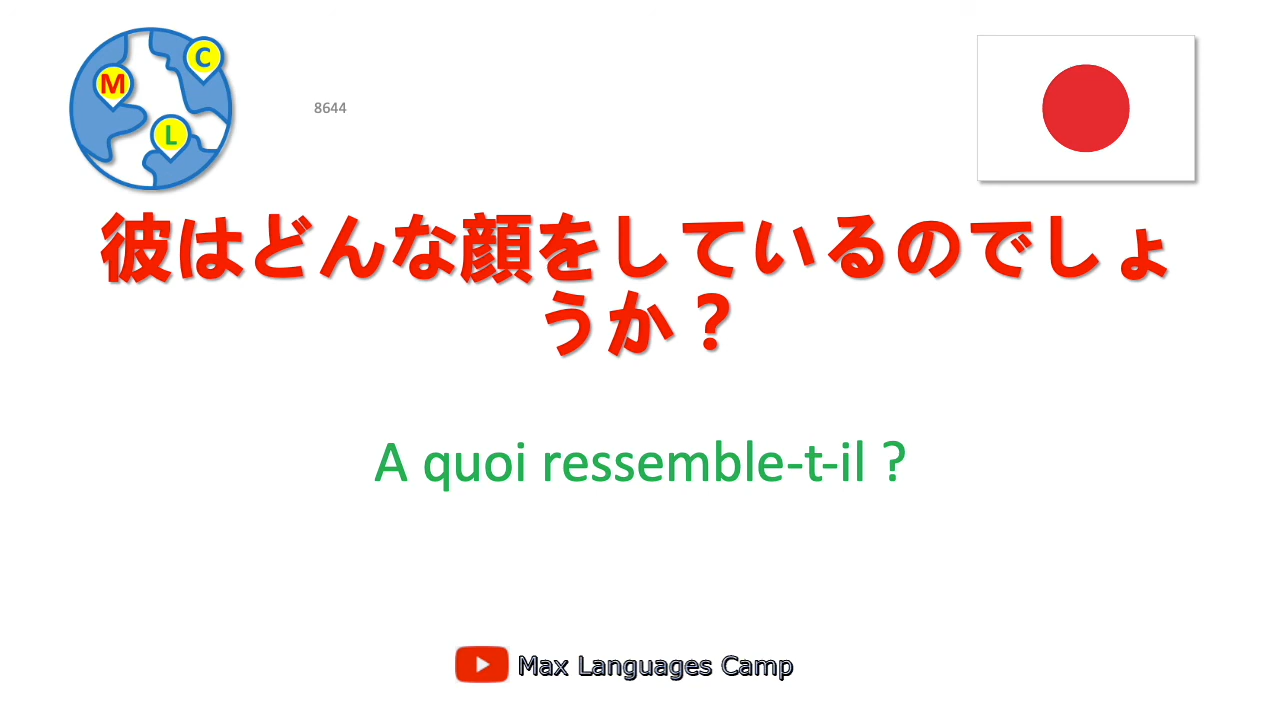 M
C
L
8644
彼はどんな顔をしているのでしょ
うか？
A quoi ressemble-t-il ?
Max Languages Camp